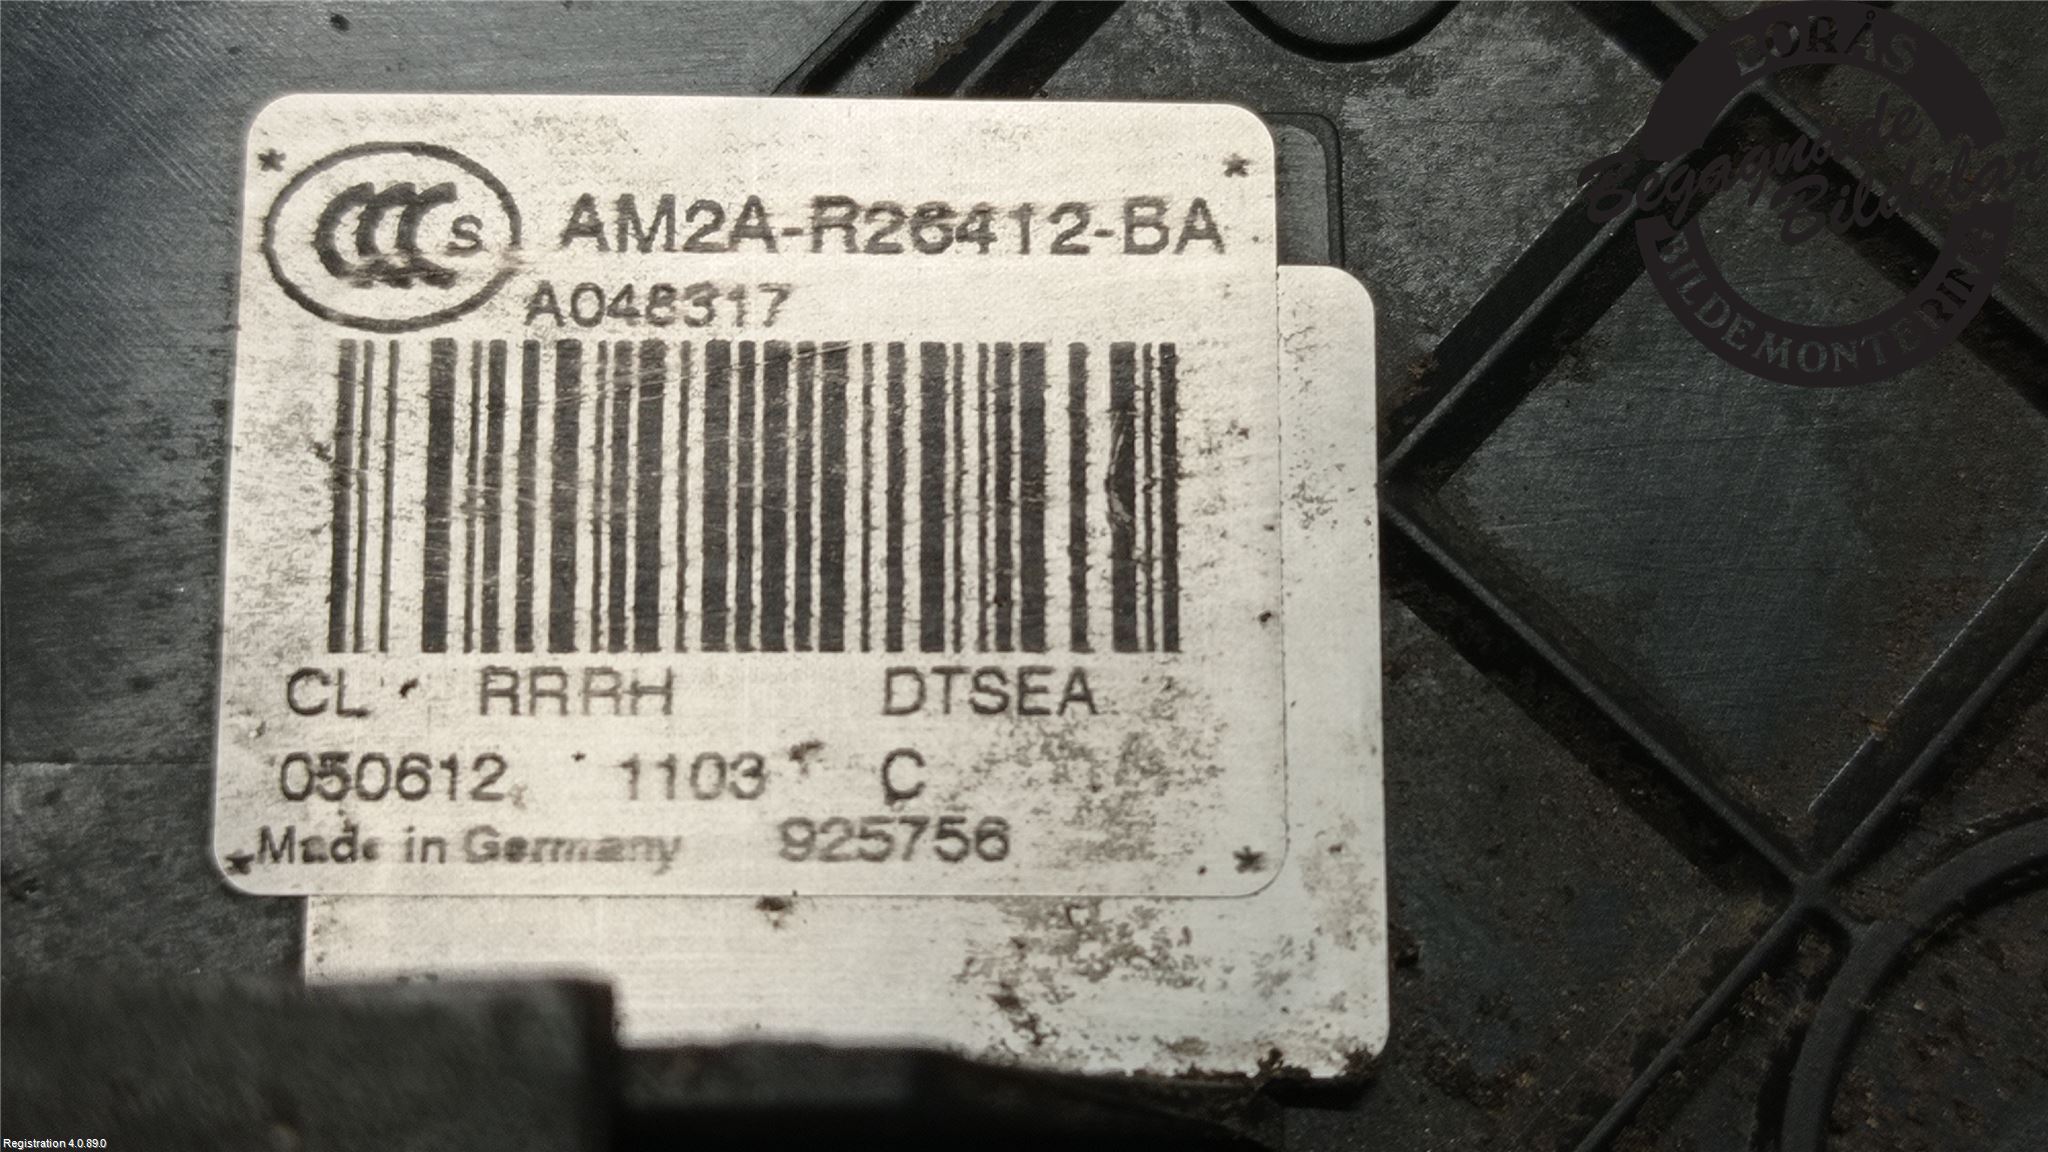 BORÅS
Begagnade
Bildelar
BILDEMONTERING
CCC S
AM2A-R26412-BA
A048317
CL RRRH DTSEA
050612 1103 C
Made in Germany 925756
Registration 4.0.89.0